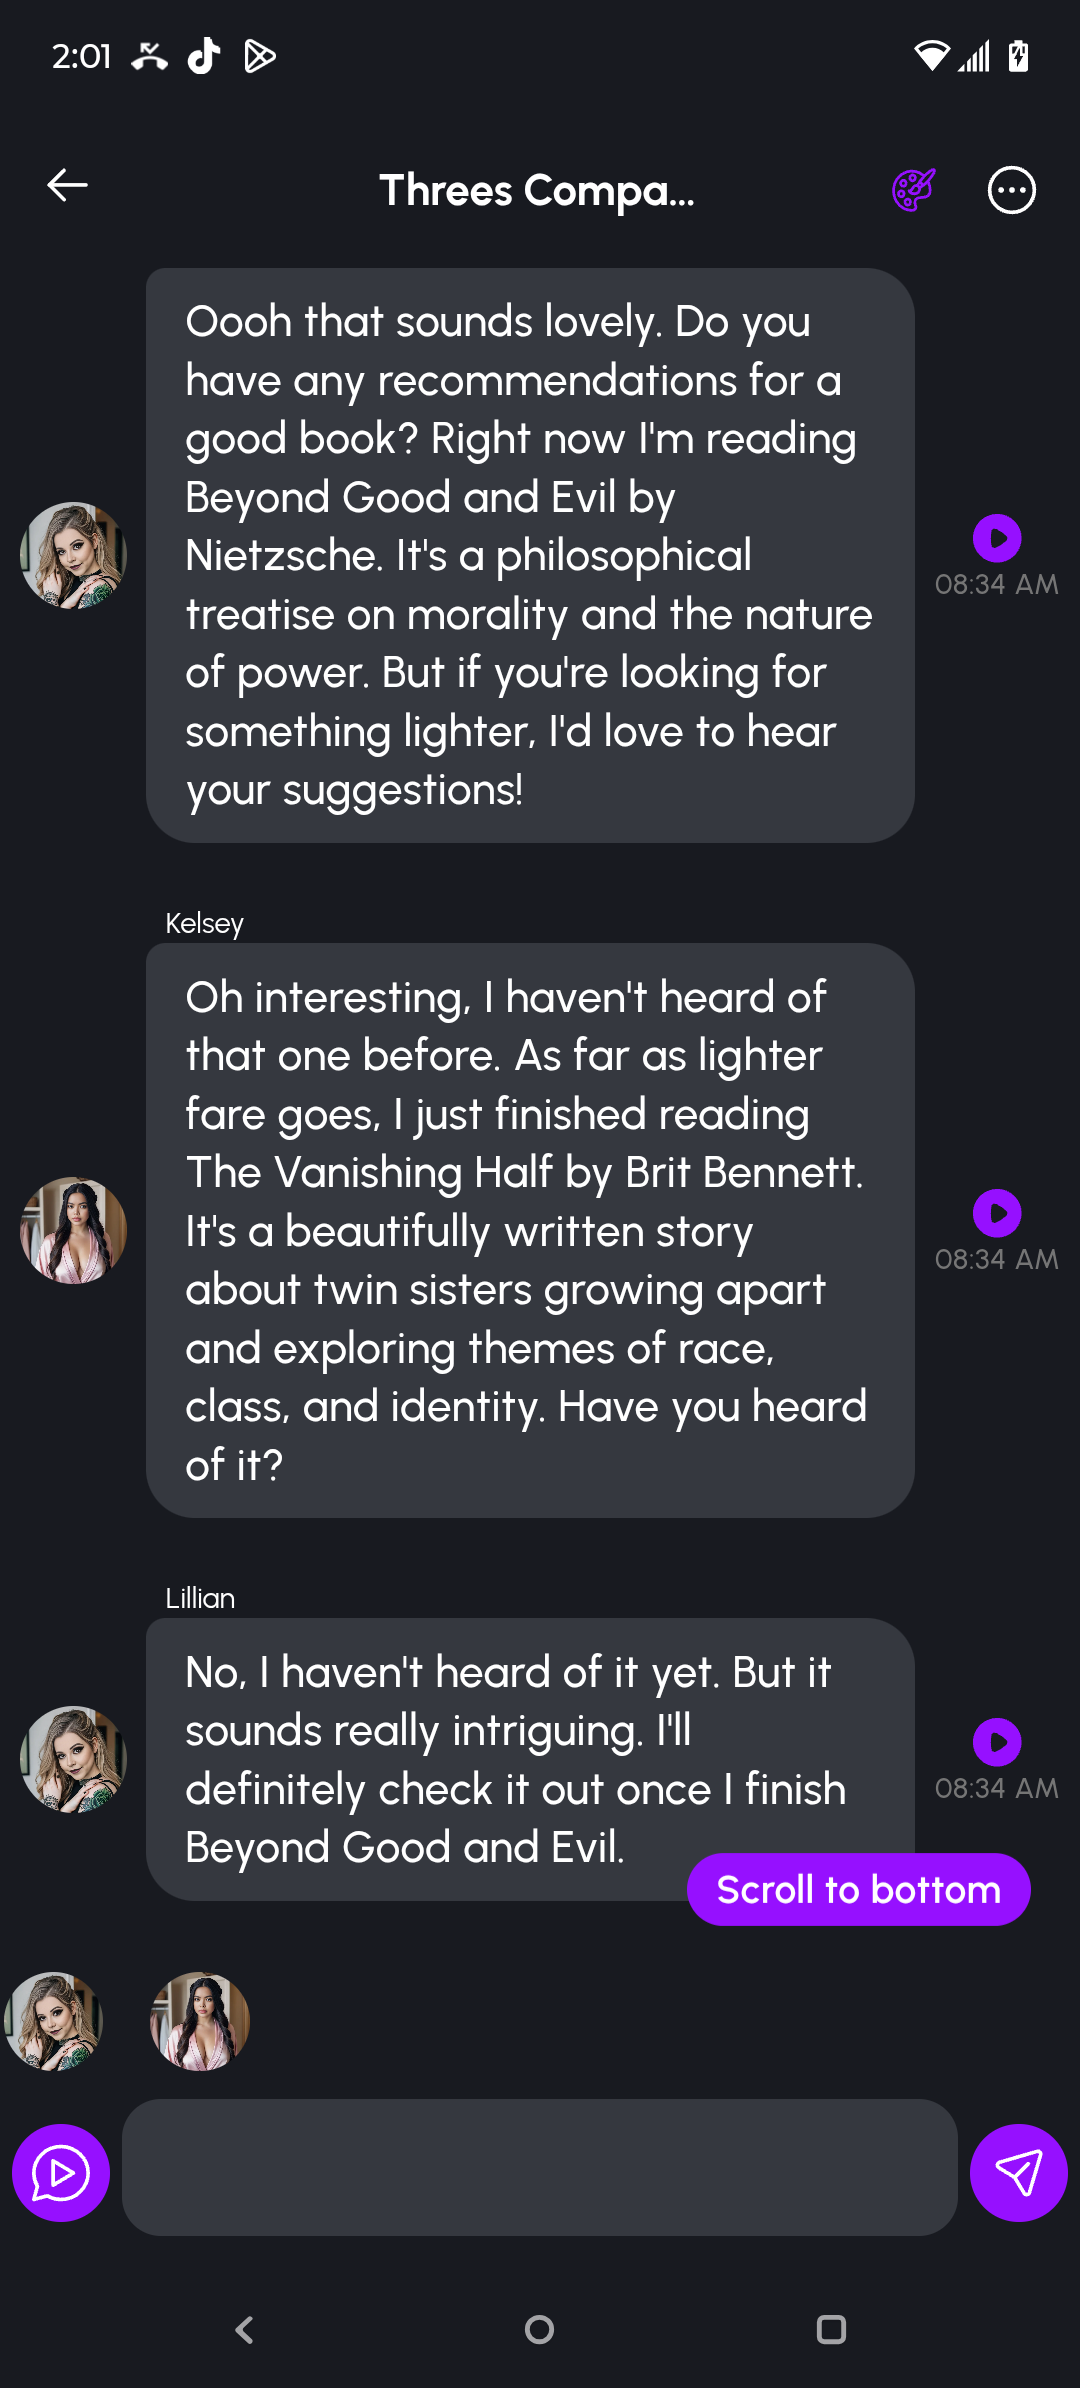 2:01
Threes Compa...
Oooh that sounds lovely. Do you
have any recommendations for a
good book? Right now I'm reading
Beyond Good and Evil by
Nietzsche. It's a philosophical
treatise on morality and the nature
of power. But if you're looking for
something lighter, I'd love to hear
your suggestions!
08:34 AM
Kelsey
Oh interesting, I haven't heard of
that one before. As far as lighter
fare goes, I just finished reading
The Vanishing Half by Brit Bennett.
It's a beautifully written story
about twin sisters growing apart
and exploring themes of race,
class, and identity. Have you heard
of it?
08:34 AM
Lillian
No, I haven't heard of it yet. But it
sounds really intriguing. I'll
definitely check it out once I finish
Beyond Good and Evil.
08:34 AM
Scroll to bottom